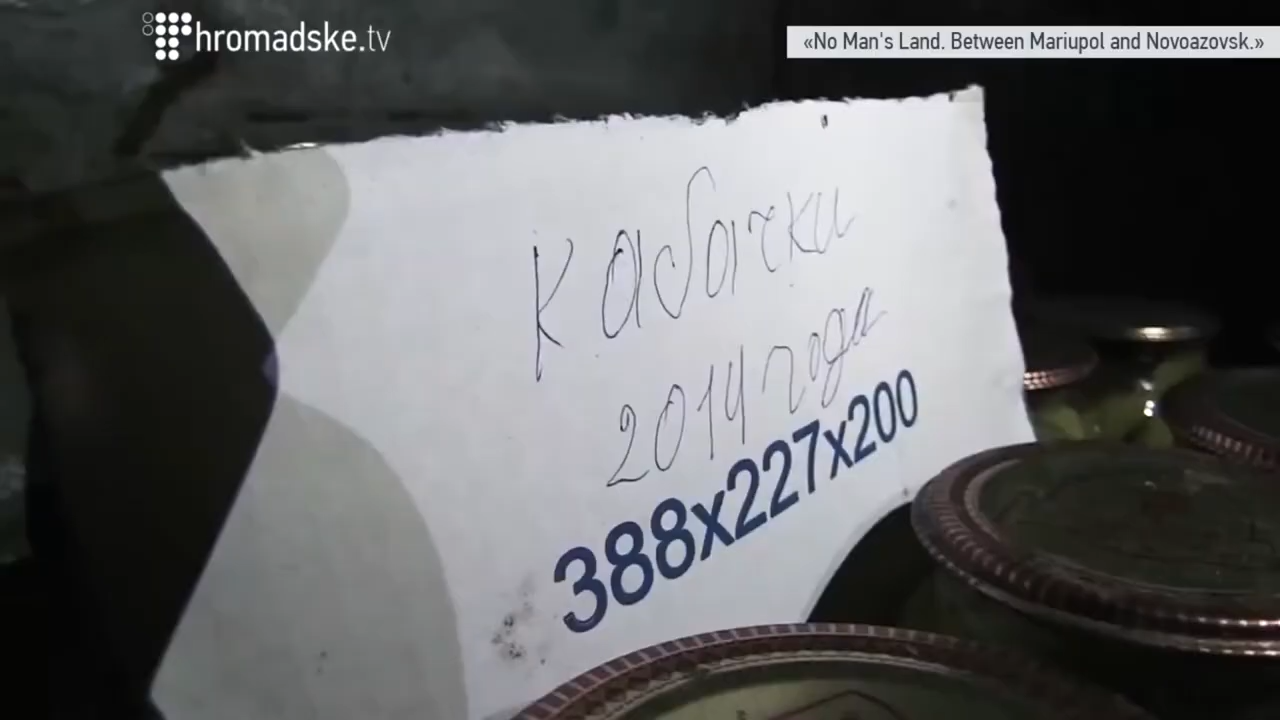 hromadske.tv
«No Man's Land. Between Mariupol and Novoazovsk.»
Кабачки
2014 года
388x227x200